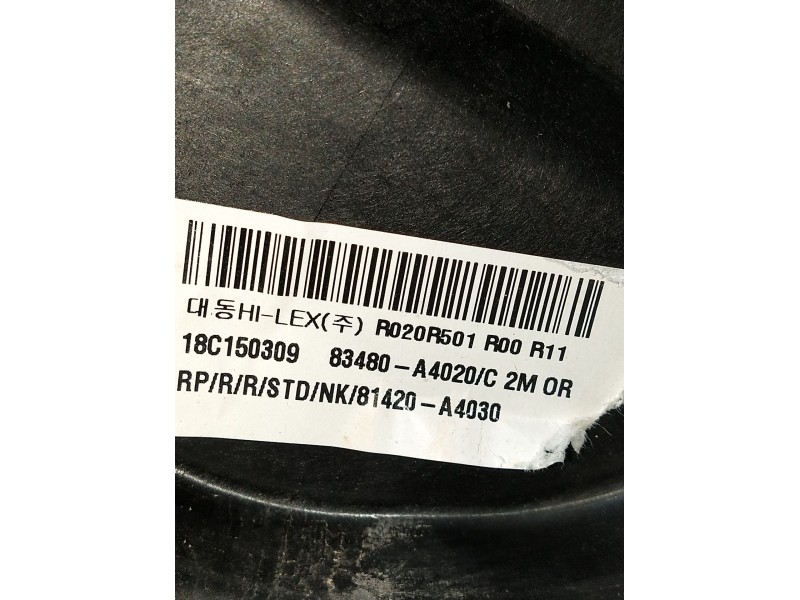 대동HI-LEX(주) R020R501 R00 R11
18C150309 83480-A4020/C 2M OR
RP/R/R/STD/NK/81420-A4030